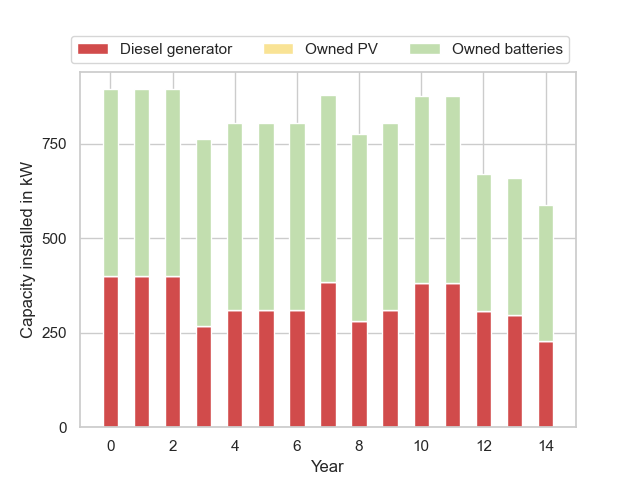 Diesel generator Owned PV Owned batteries
Capacity installed in kW
750
500
250
0
0 2 4 6 8 10 12 14
Year